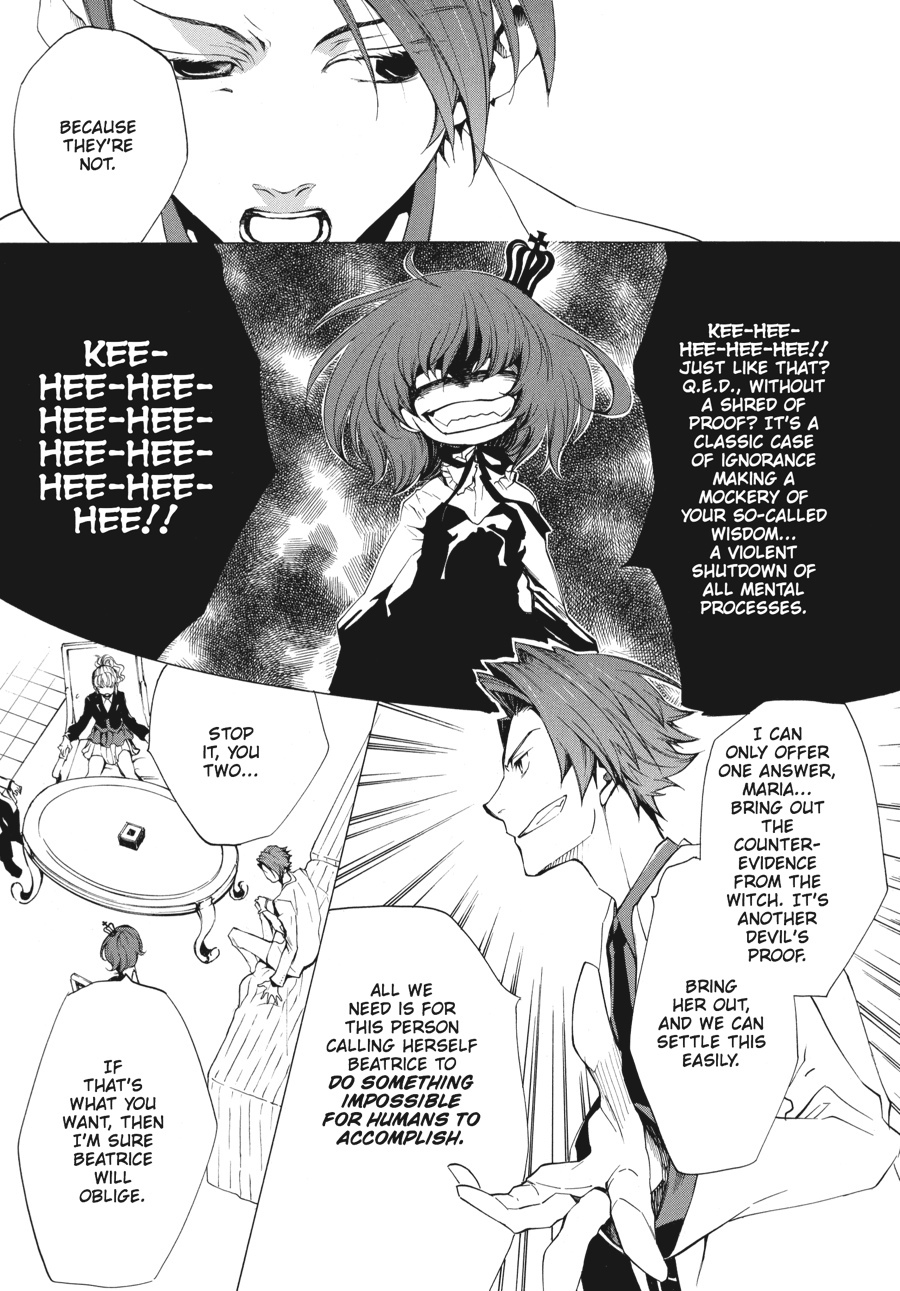 BECAUSE
THEY'RE
NOT.
KEE-
HEE-HEE-
HEE-HEE-
HEE-HEE-
HEE-HEE-
HEE!!
KEE-HEE-
HEE-HEE-HEE!!
JUST LIKE THAT?
Q.E.D., WITHOUT
A SHRED OF
PROOF? IT'S A
CLASSIC CASE
OF IGNORANCE
MAKING A
MOCKERY OF
YOUR SO-CALLED
WISDOM...
A VIOLENT
SHUTDOWN OF
ALL MENTAL
PROCESSES.
STOP
IT, YOU
TWO...
I CAN
ONLY OFFER
ONE ANSWER,
MARIA...
BRING OUT
THE
COUNTER-
EVIDENCE
FROM THE
WITCH. IT'S
ANOTHER
DEVIL'S
PROOF.
BRING
HER OUT,
AND WE CAN
SETTLE THIS
EASILY.
ALL WE
NEED IS FOR
THIS PERSON
CALLING HERSELF
BEATRICE TO
DO SOMETHING
IMPOSSIBLE
FOR HUMANS TO
ACCOMPLISH.
IF
THAT'S
WHAT YOU
WANT, THEN
I'M SURE
BEATRICE
WILL
OBLIGE.